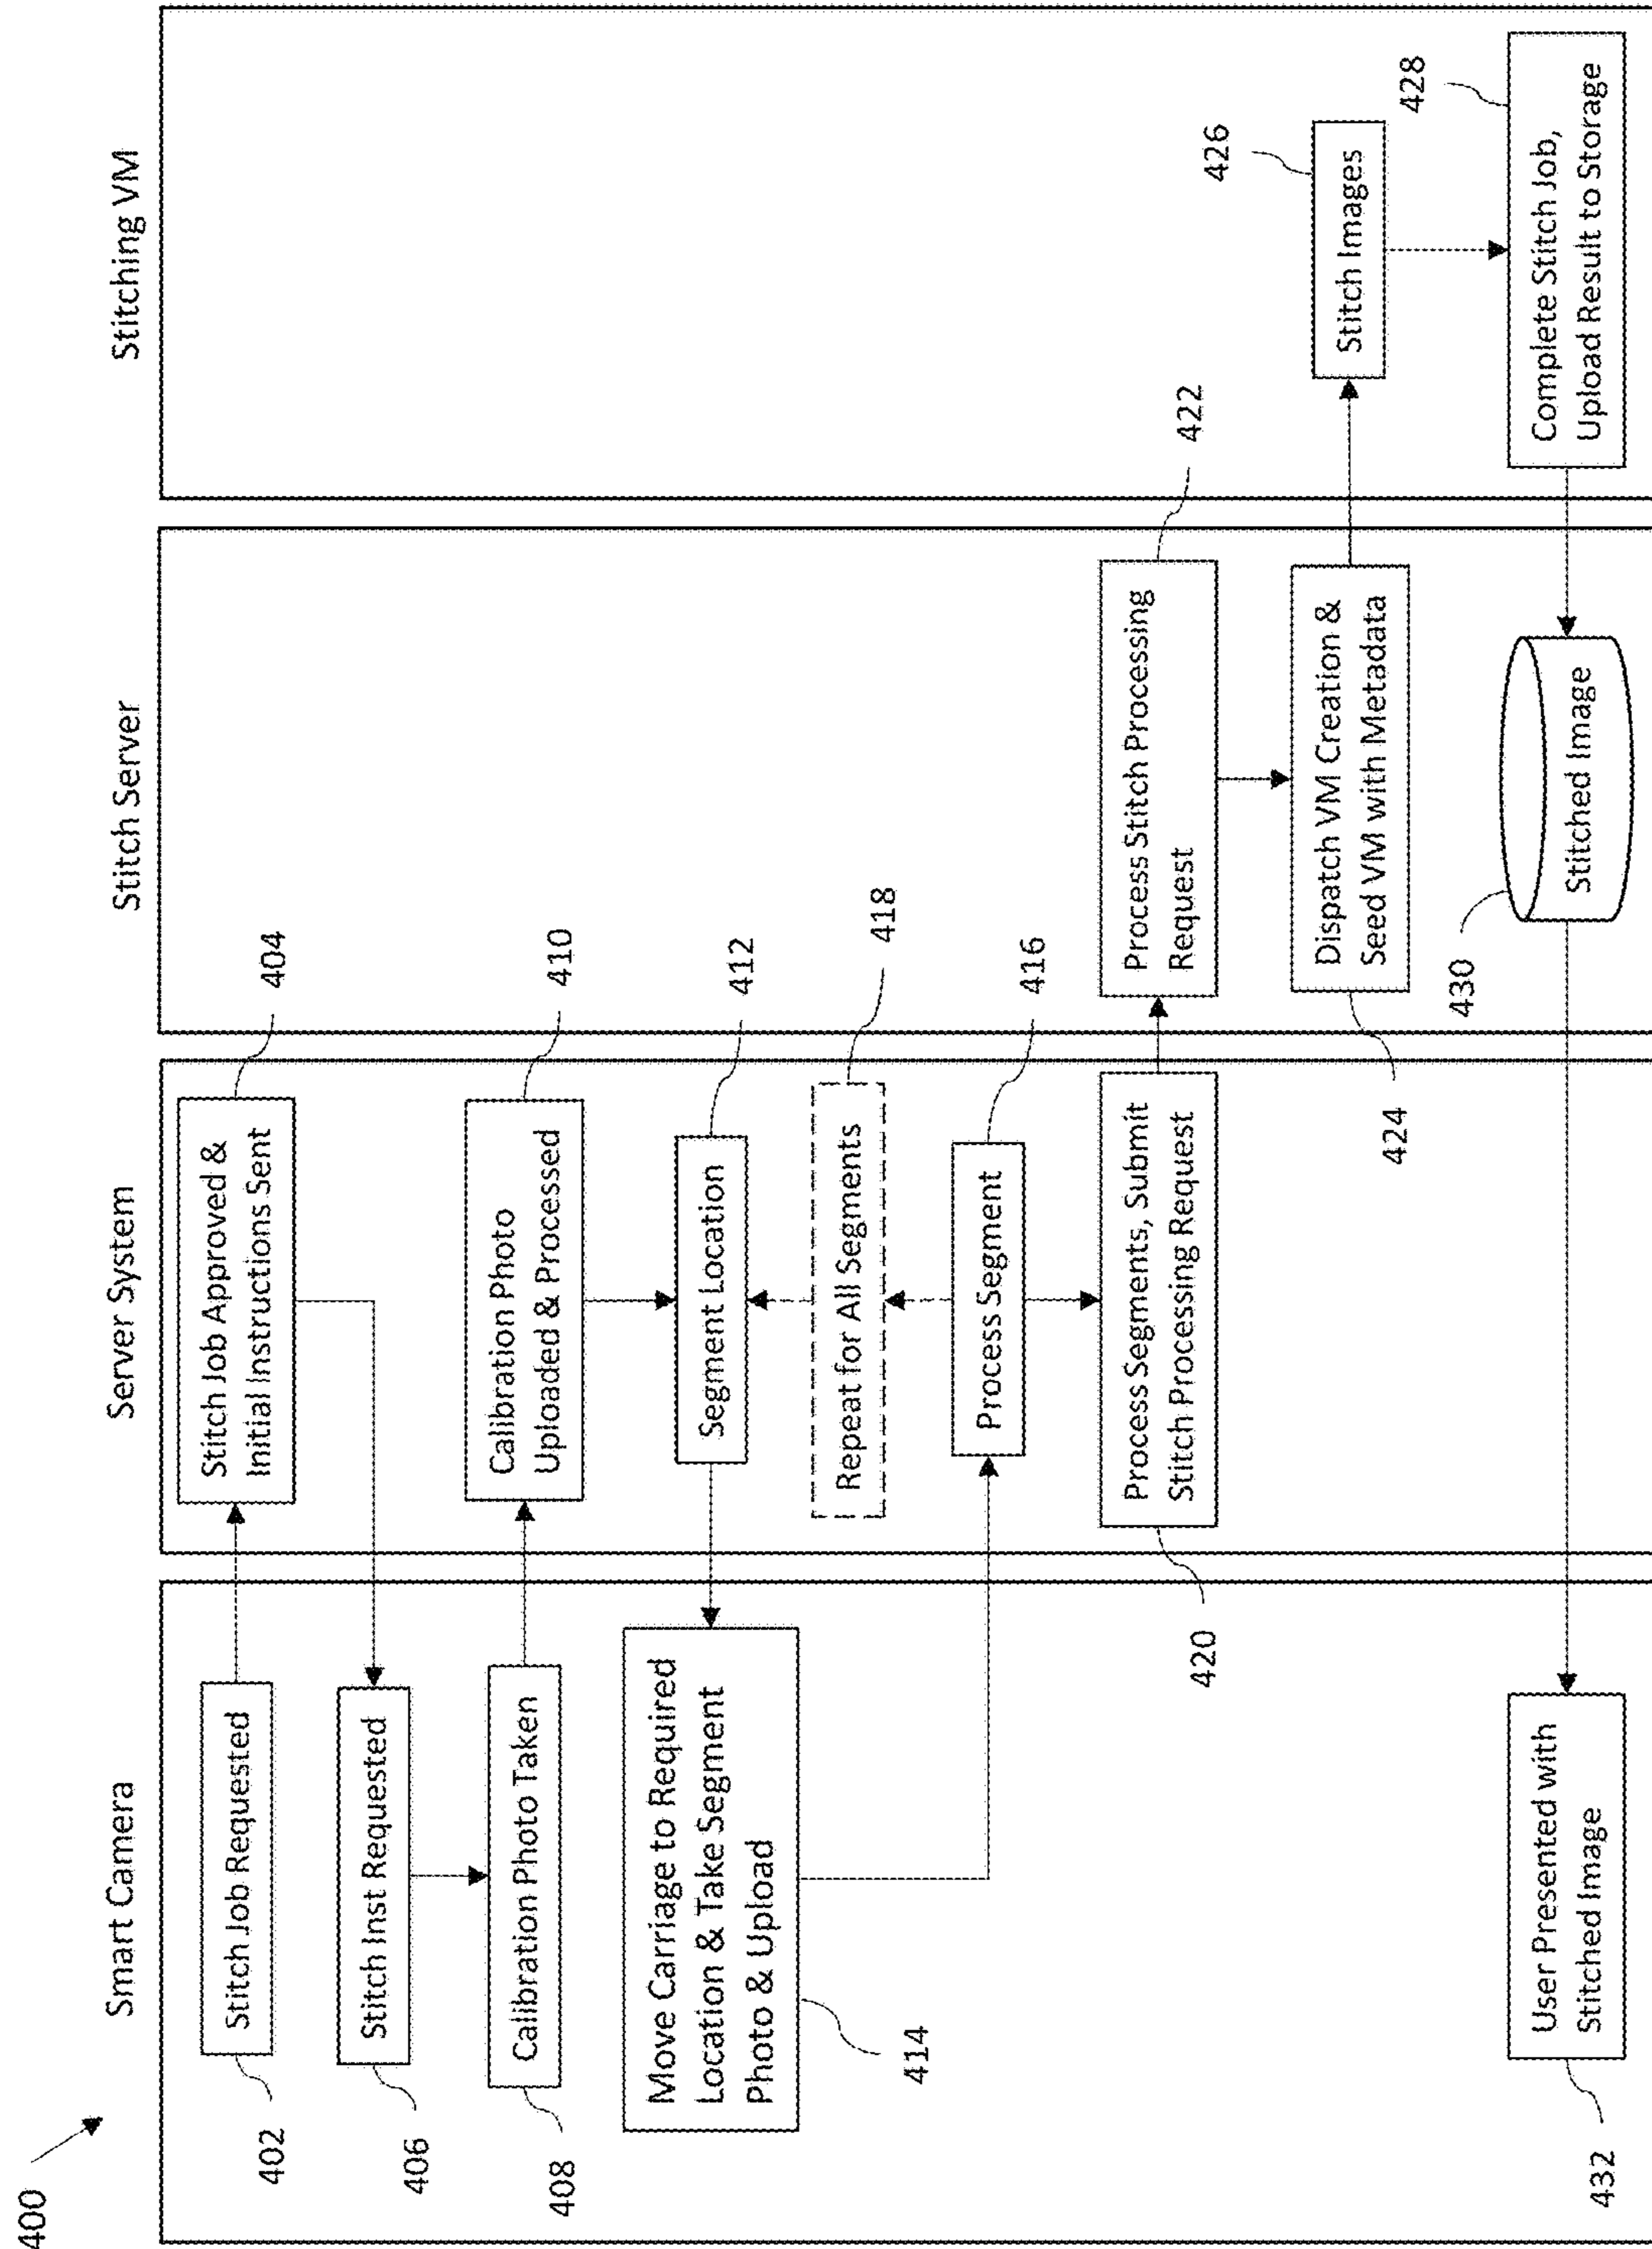 400
Smart Camera
Server System
Stitch Server
Stitching VM
402
Stitch Job Requested
Stitch Job Approved &
Initial Instructions Sent
404
406
Stitch Inst Requested
408
Calibration Photo Taken
Calibration Photo
Uploaded & Processed
410
Segment Location
412
Move Carriage to Required
Location & Take Segment
Photo & Upload
414
Repeat for All Segments
418
Process Segment
416
Process Segments, Submit
Stitch Processing Request
420
Process Stitch Processing
Request
422
Dispatch VM Creation &
Seed VM with Metadata
424
Stitch Images
426
Complete Stitch Job,
Upload Result to Storage
428
430
Stitched Image
User Presented with
Stitched Image
432